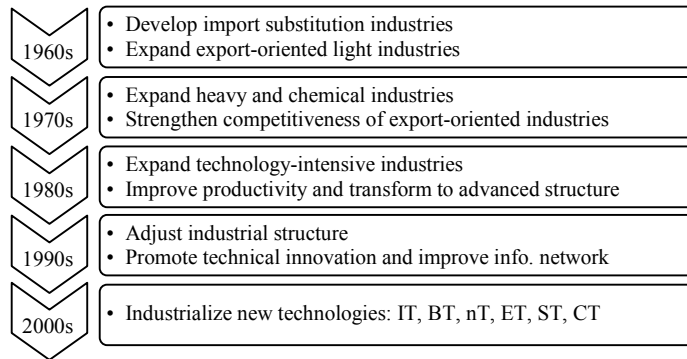 1960s
• Develop import substitution industries
• Expand export-oriented light industries
1970s
• Expand heavy and chemical industries
• Strengthen competitiveness of export-oriented industries
1980s
• Expand technology-intensive industries
• Improve productivity and transform to advanced structure
1990s
• Adjust industrial structure
• Promote technical innovation and improve info. network
2000s
• Industrialize new technologies: IT, BT, nT, ET, ST, CT